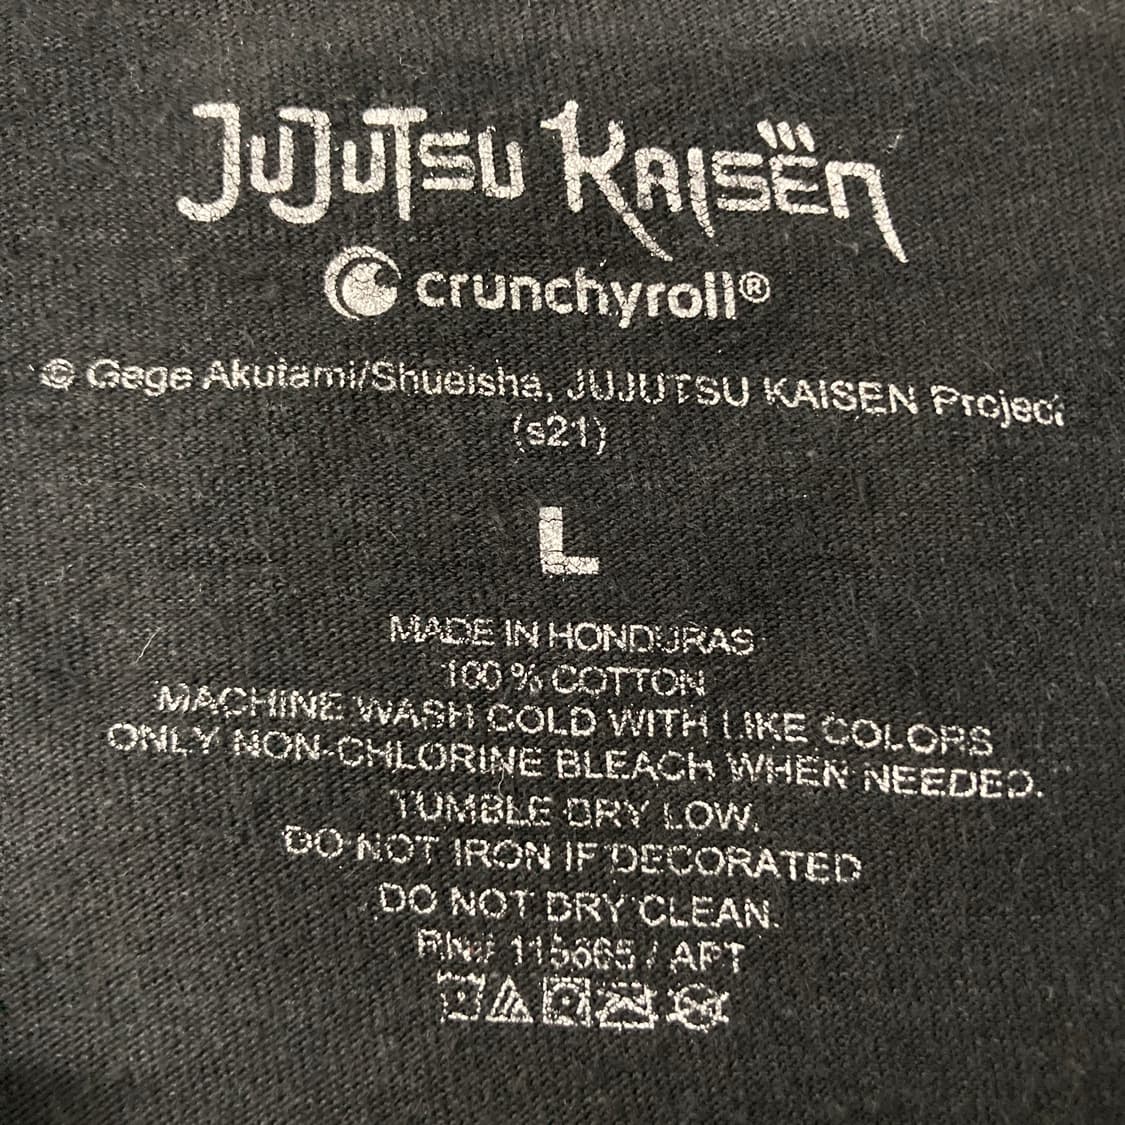 JUJUTSU KAISEN
crunchyroll®
© Gege Akutami/Shueisha, JUJUTSU KAISEN Project
(s21)
L
MADE IN HONDURAS
100% COTTON
MACHINE WASH COLD WITH LIKE COLORS
ONLY NON-CHLORINE BLEACH WHEN NEEDED.
TUMBLE DRY LOW.
DO NOT IRON IF DECORATED
DO NOT DRY CLEAN.
RN# / APT